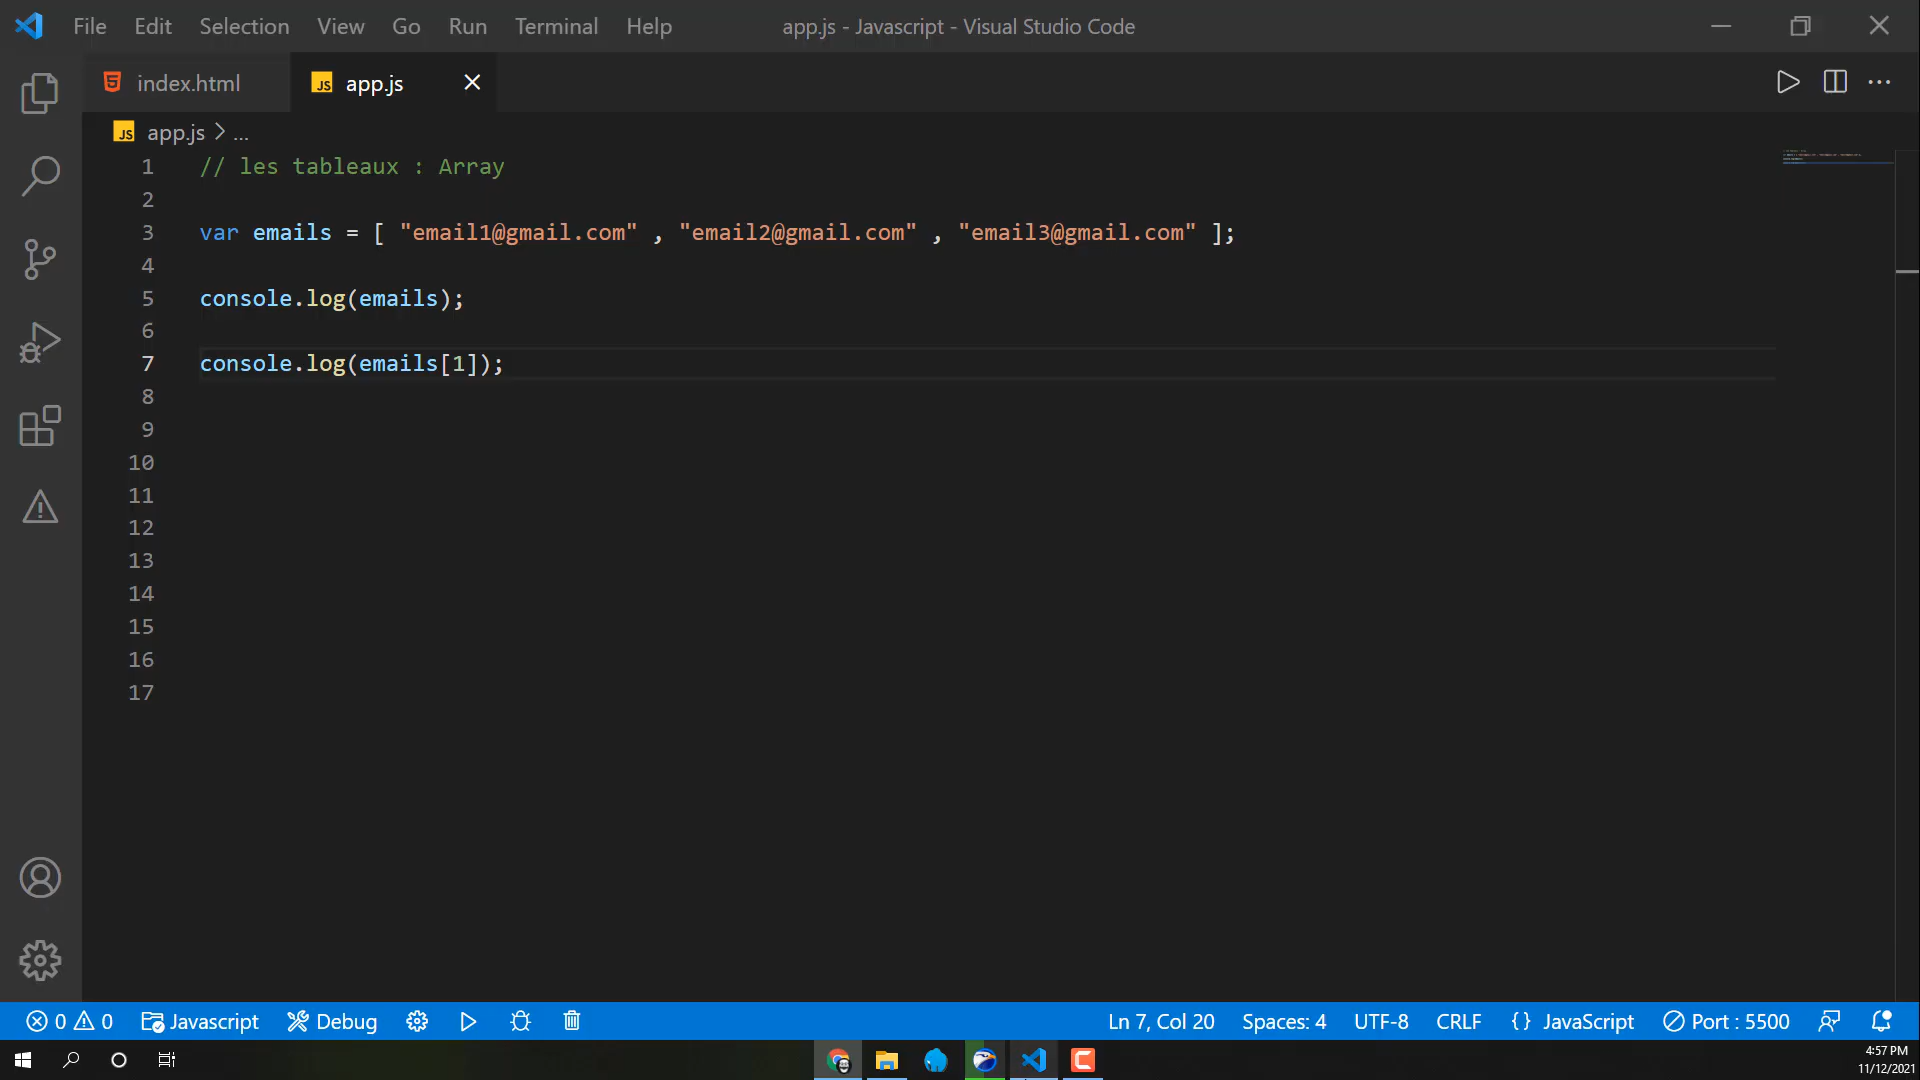 File Edit Selection View Go Run Terminal Help app.js - Javascript - Visual Studio Code
index.html JS app.js
JS app.js > ...
1 // les tableaux : Array
2
3 var emails = [ "email1@gmail.com" , "email2@gmail.com" , "email3@gmail.com" ];
4
5 console.log(emails);
6
7 console.log(emails[1]);
8
9
10
11
12
13
14
15
16
17
0 0 Javascript Debug Ln 7, Col 20 Spaces: 4 UTF-8 CRLF {} JavaScript Port : 5500
4:57 PM
11/12/2021